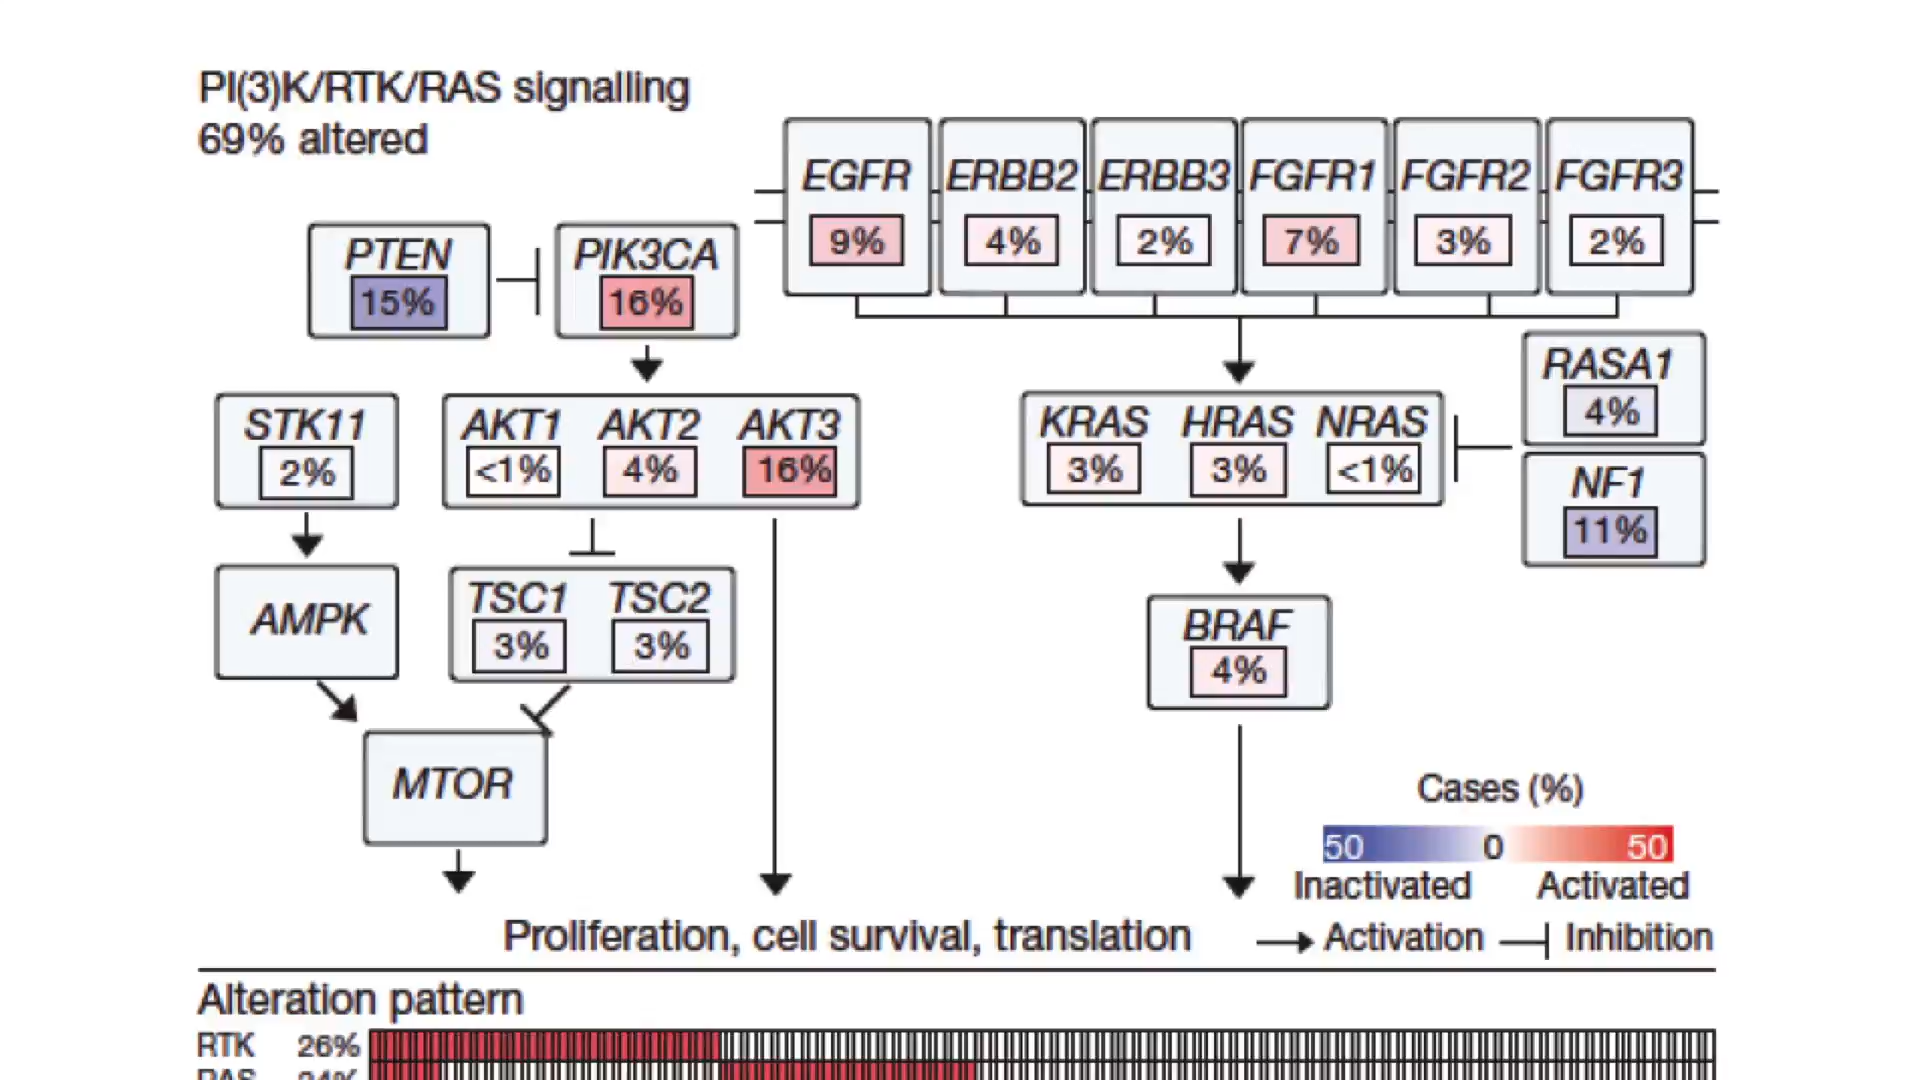 PI(3)K/RTK/RAS signalling
69% altered
EGFR ERBB2 ERBB3 FGFR1 FGFR2 FGFR3
9% 4% 2% 7% 3% 2%
PTEN PIK3CA
15% 16%
RASA1
4%
STK11 AKT1 AKT2 AKT3 KRAS HRAS NRAS
2% <1% 4% 16% 3% 3% <1%
NF1
11%
AMPK TSC1 TSC2 BRAF
3% 3% 4%
MTOR
Cases (%)
50 0 50
Inactivated Activated
Proliferation, cell survival, translation Activation Inhibition
Alteration pattern
RTK 26%